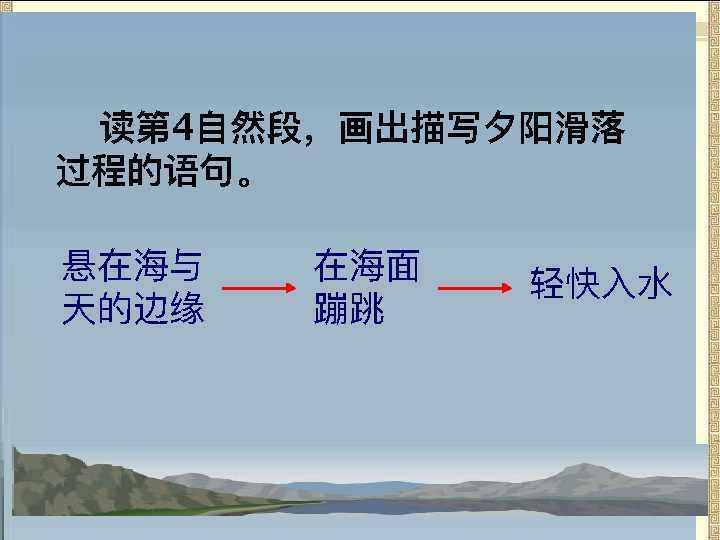 读第4自然段，画出描写夕阳滑落
过程的语句。
悬在海与
天的边缘
在海面
蹦跳
轻快入水